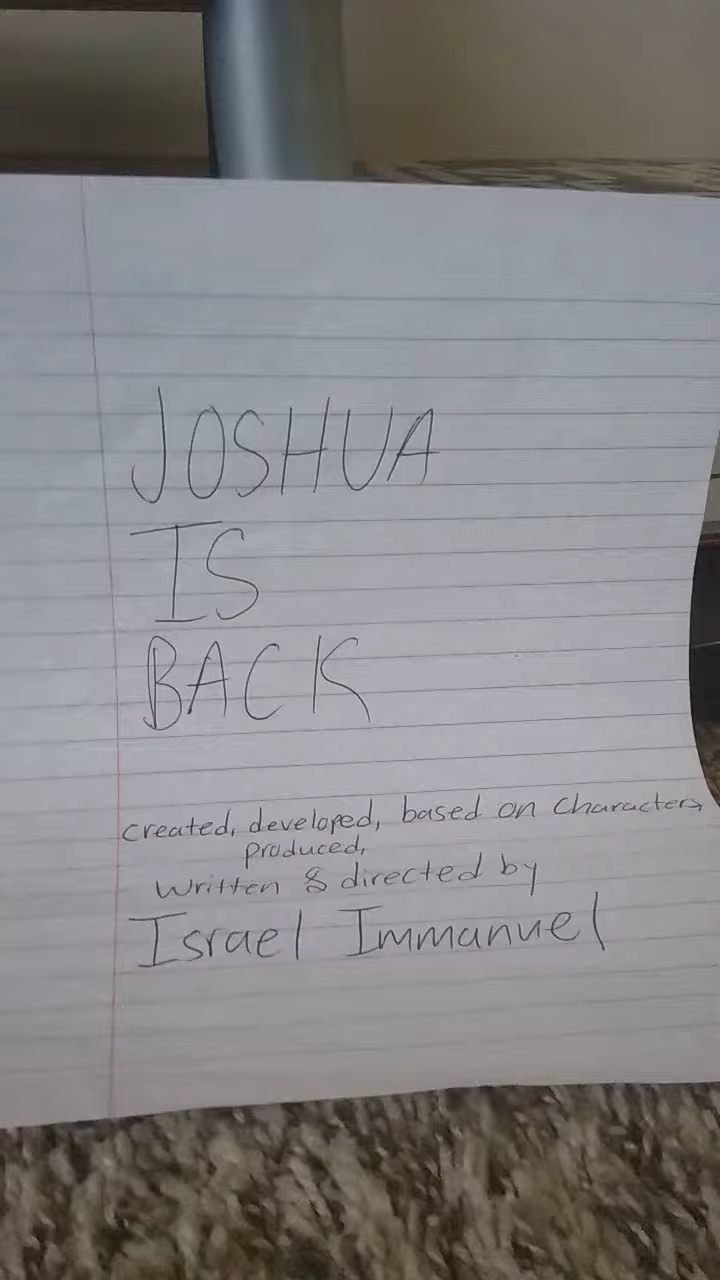 JOSHUA
IS
BACK
created, developed, based on characters,
produced,
written & directed by
Israel Immanuel